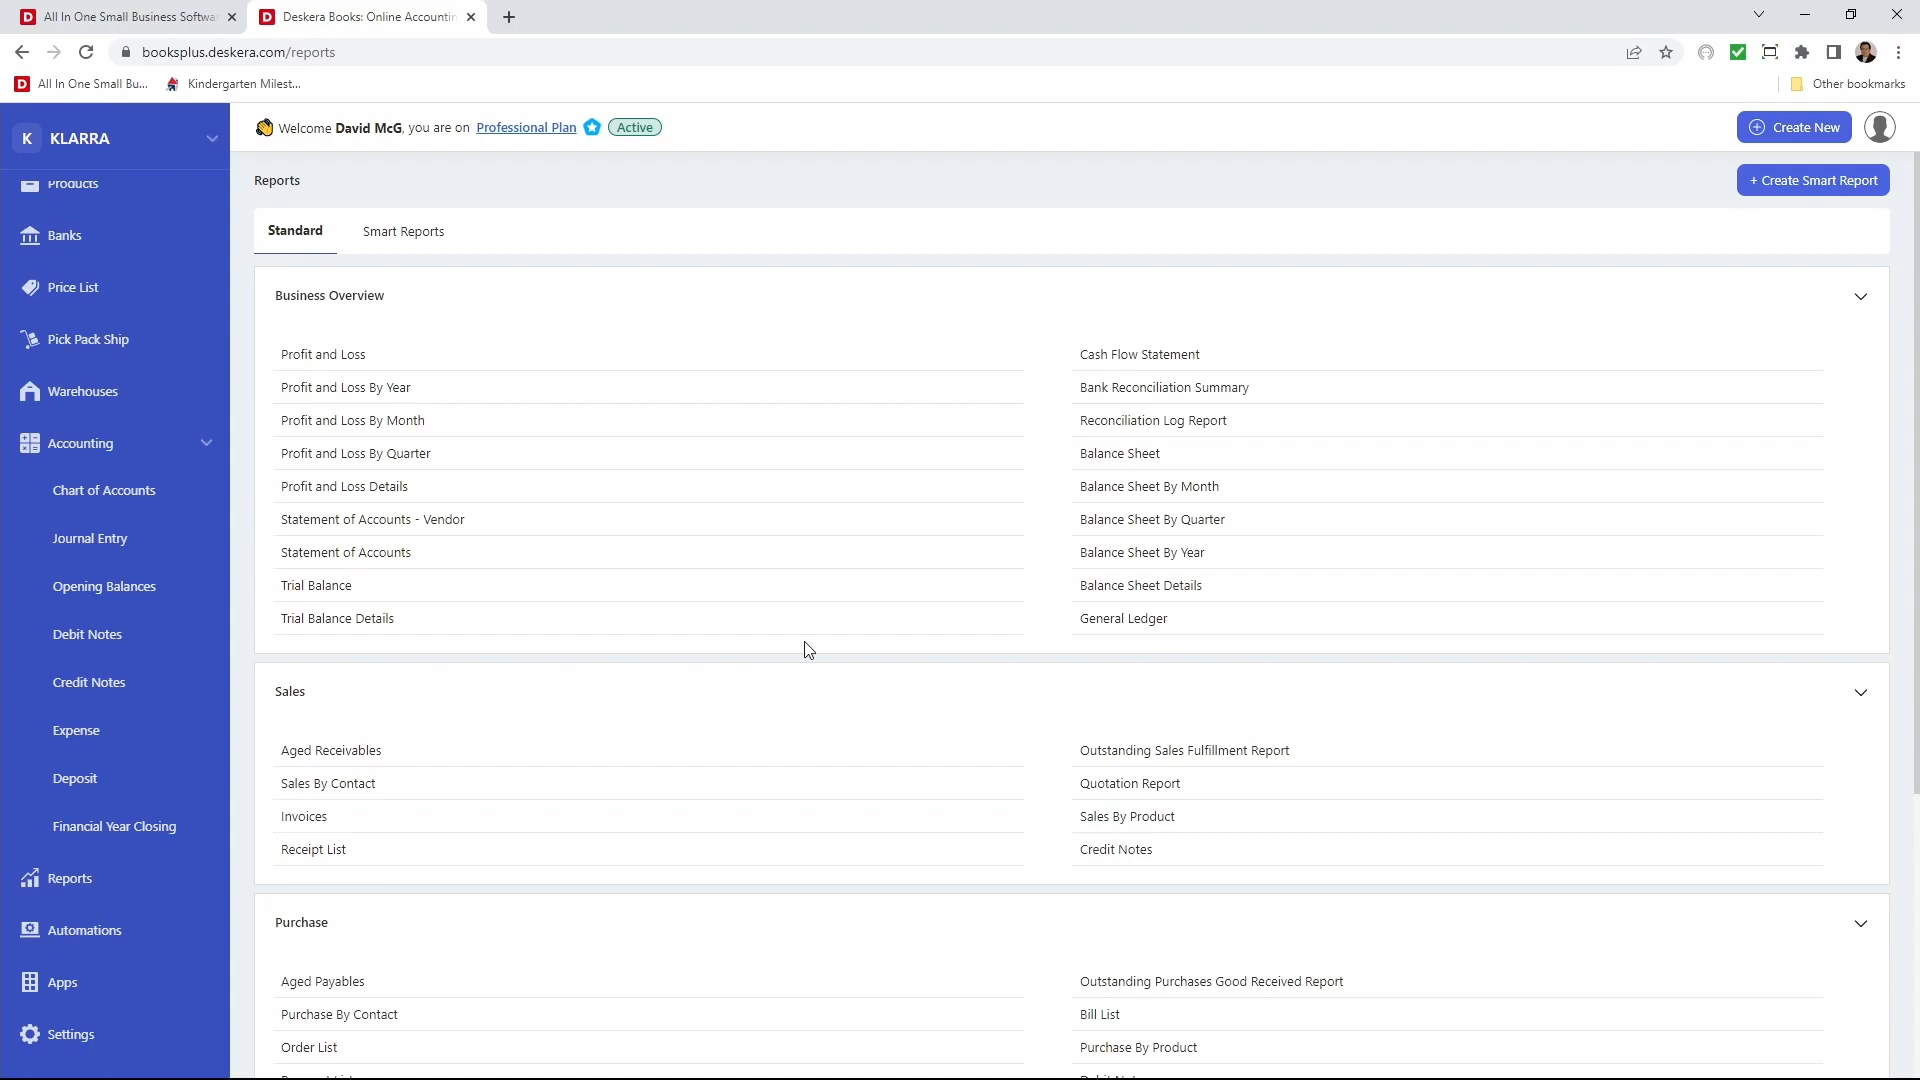 All In One Small Business Softwar
Deskera Books: Online Accountin
booksplus.deskera.com/reports
All In One Small Bu...
Kindergarten Milest...
Other bookmarks
K KLARRA
Welcome David McG, you are on Professional Plan Active
Create New
Products
Banks
Price List
Pick Pack Ship
Warehouses
Accounting
Chart of Accounts
Journal Entry
Opening Balances
Debit Notes
Credit Notes
Expense
Deposit
Financial Year Closing
Reports
Automations
Apps
Settings
Reports
+ Create Smart Report
Standard
Smart Reports
Business Overview
Profit and Loss
Profit and Loss By Year
Profit and Loss By Month
Profit and Loss By Quarter
Profit and Loss Details
Statement of Accounts - Vendor
Statement of Accounts
Trial Balance
Trial Balance Details
Cash Flow Statement
Bank Reconciliation Summary
Reconciliation Log Report
Balance Sheet
Balance Sheet By Month
Balance Sheet By Quarter
Balance Sheet By Year
Balance Sheet Details
General Ledger
Sales
Aged Receivables
Sales By Contact
Invoices
Receipt List
Outstanding Sales Fulfillment Report
Quotation Report
Sales By Product
Credit Notes
Purchase
Aged Payables
Purchase By Contact
Order List
Outstanding Purchases Good Received Report
Bill List
Purchase By Product